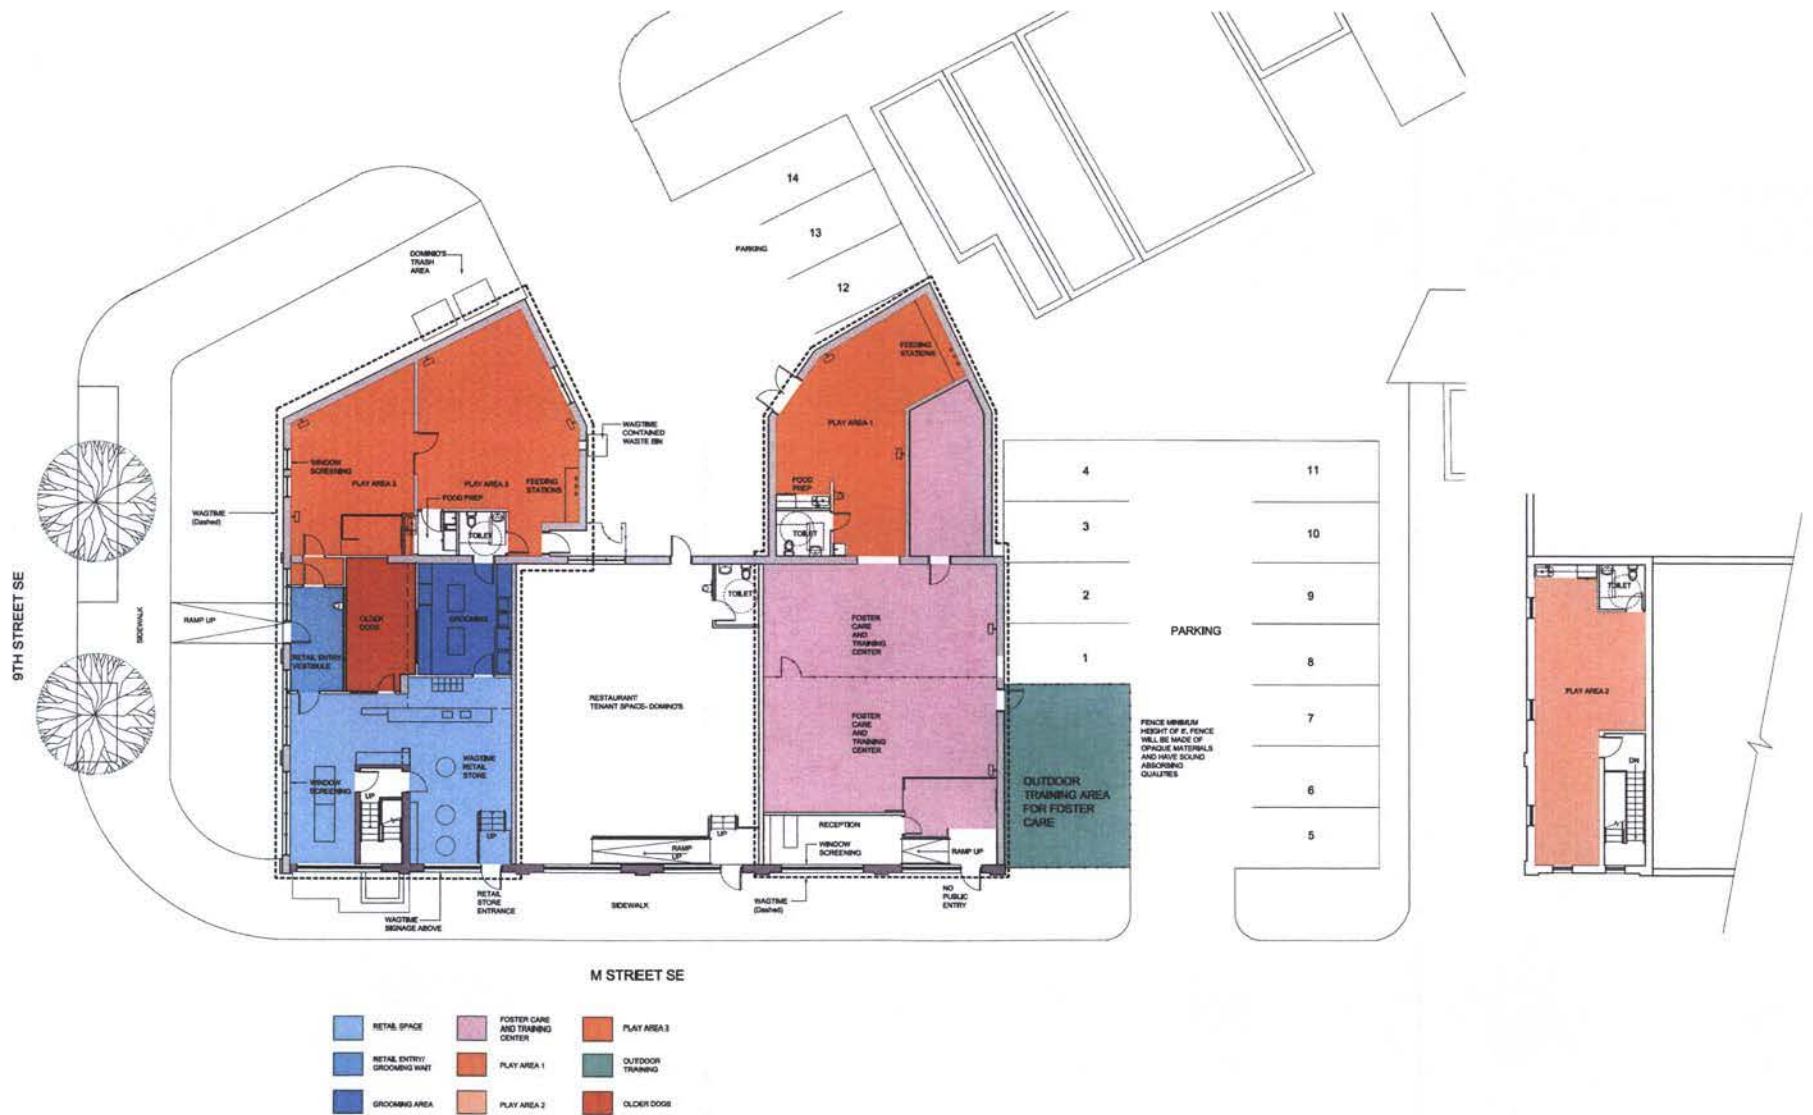 14
13
PARKING
12
DOMINO'S
TRASH
AREA
FEEDING
STATIONS
PLAY AREA 1
WAGTIME
CONTAINED
WASTE BIN
WINDOW
SCREENING
PLAY AREA 3
PLAY AREA 3
FEEDING
STATIONS
FOOD PREP
TOILET
FOOD
PREP
TOILET
WAGTIME
(Dashed)
4
11
3
10
2
9
1
8
7
6
5
PARKING
9TH STREET SE
SIDEWALK
RAMP UP
OLDER
DOGS
GROOMING
RETAIL ENTRY
VESTIBULE
TOILET
FOSTER
CARE
AND
TRAINING
CENTER
RESTAURANT
TENANT SPACE- DOMINO'S
FOSTER
CARE
AND
TRAINING
CENTER
WAGTIME
RETAIL
STORE
WINDOW
SCREENING
UP
UP
UP
RAMP
UP
RECEPTION
WINDOW
SCREENING
RAMP UP
OUTDOOR
TRAINING AREA
FOR FOSTER
CARE
FENCE MINIMUM
HEIGHT OF 8', FENCE
WILL BE MADE OF
OPAQUE MATERIALS
AND HAVE SOUND
ABSORBING
QUALITIES
TOILET
PLAY AREA 2
DN
RETAIL
STORE
ENTRANCE
WAGTIME
SIGNAGE ABOVE
SIDEWALK
WAGTIME
(Dashed)
NO
PUBLIC
ENTRY
M STREET SE
RETAIL SPACE
FOSTER CARE
AND TRAINING
CENTER
PLAY AREA 3
RETAIL ENTRY/
GROOMING WAIT
PLAY AREA 1
OUTDOOR
TRAINING
GROOMING AREA
PLAY AREA 2
OLDER DOGS